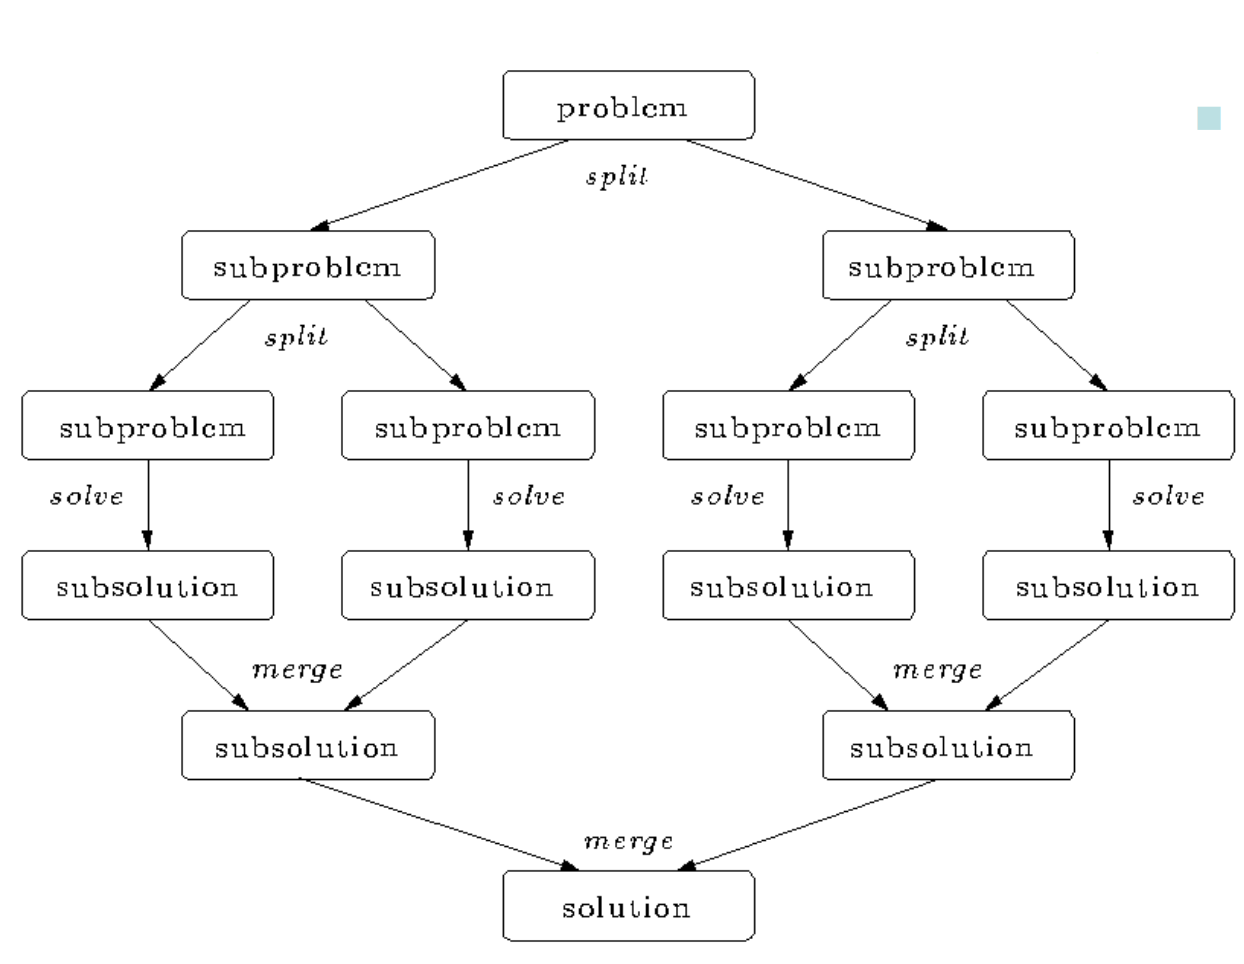 problem
split
subproblem
subproblem
split
split
subproblem
subproblem
subproblem
subproblem
solve
solve
solve
solve
subsolution
subsolution
subsolution
subsolution
merge
merge
subsolution
subsolution
merge
solution